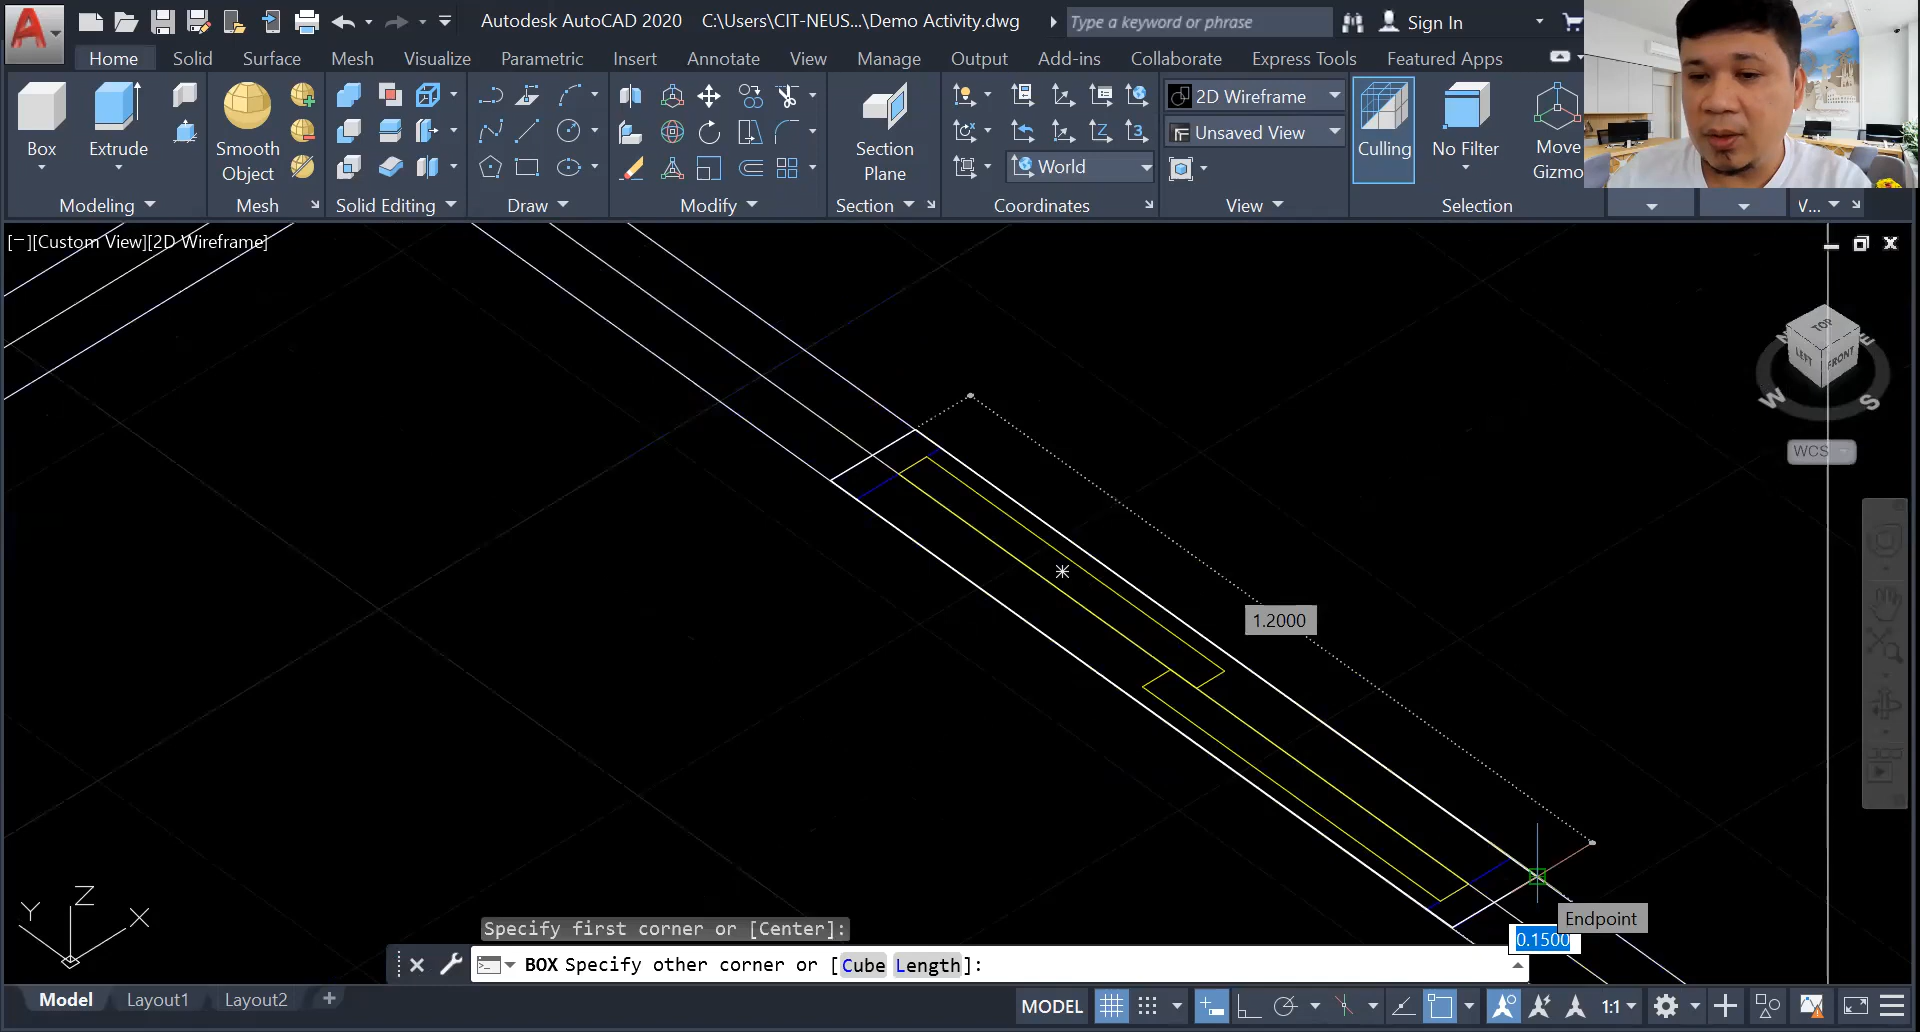 Autodesk AutoCAD 2020 C:\Users\CIT-NEUS...\Demo Activity.dwg
Type a keyword or phrase
Sign In
Home Solid Surface Mesh Visualize Parametric Insert Annotate View Manage Output Add-ins Collaborate Express Tools Featured Apps
Box
Extrude
Smooth
Object
Section
Plane
World
2D Wireframe
Unsaved View
Culling
No Filter
Move
Gizmo
Modeling Mesh Solid Editing Draw Modify Section Coordinates View Selection V...
[−][Custom View][2D Wireframe]
TOP
LEFT
FRONT
N
E
W
S
WCS
1.2000
Z
Y
X
Endpoint
0.1500
Specify first corner or [Center]:
BOX Specify other corner or [Cube Length]:
Model Layout1 Layout2 +
MODEL 1:1